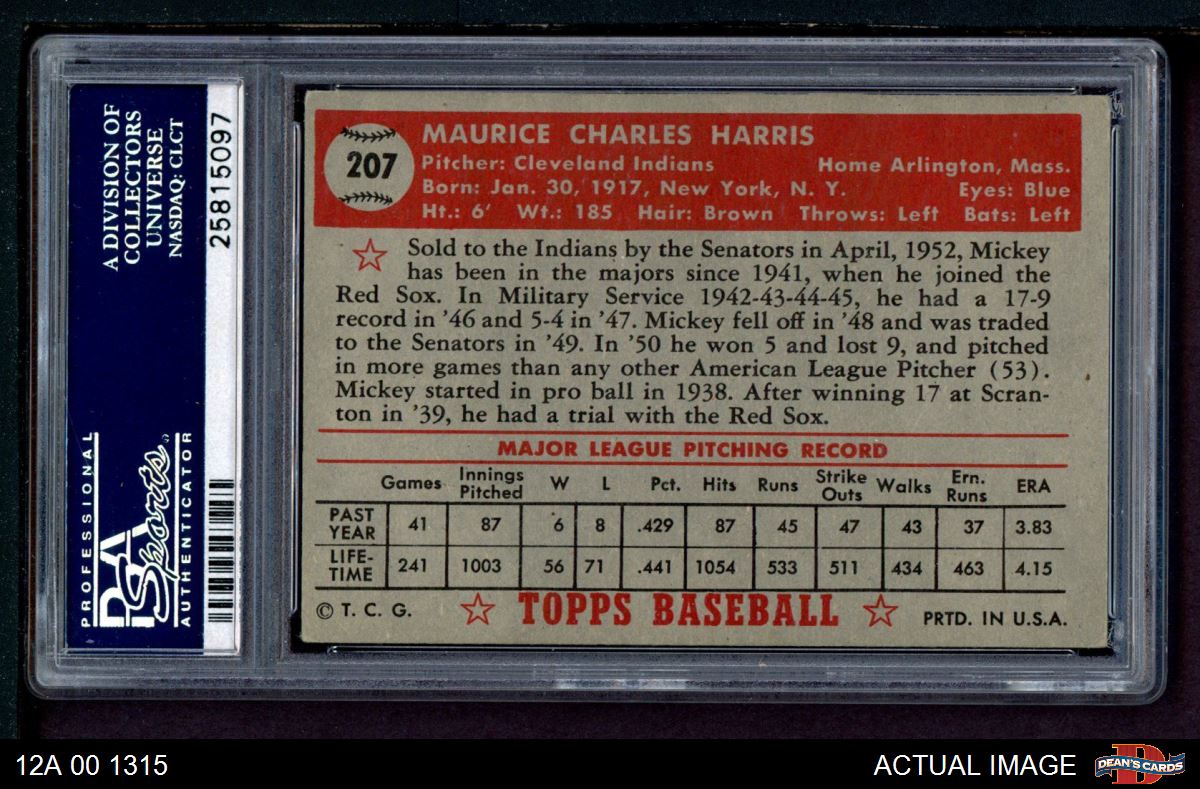 A DIVISION OF
COLLECTORS
UNIVERSE
NASDAQ: CLCT
25815097
PROFESSIONAL
PSA
Sports
AUTHENTICATOR
207
MAURICE CHARLES HARRIS
Pitcher: Cleveland Indians Home Arlington, Mass.
Born: Jan. 30, 1917, New York, N. Y. Eyes: Blue
Ht.: 6' Wt.: 185 Hair: Brown Throws: Left Bats: Left
Sold to the Indians by the Senators in April, 1952, Mickey
has been in the majors since 1941, when he joined the
Red Sox. In Military Service 1942-43-44-45, he had a 17-9
record in '46 and 5-4 in '47. Mickey fell off in '48 and was traded
to the Senators in '49. In '50 he won 5 and lost 9, and pitched
in more games than any other American League Pitcher (53).
Mickey started in pro ball in 1938. After winning 17 at Scran-
ton in '39, he had a trial with the Red Sox.
MAJOR LEAGUE PITCHING RECORD
Games Innings Pitched W L Pct. Hits Runs Strike Outs Walks Ern. Runs ERA
PAST YEAR 41 87 6 8 .429 87 45 47 43 37 3.83
LIFE-TIME 241 1003 56 71 .441 1054 533 511 434 463 4.15
© T. C. G. TOPPS BASEBALL PRTD. IN U.S.A.
12A 00 1315 ACTUAL IMAGE
DEAN'S CARDS